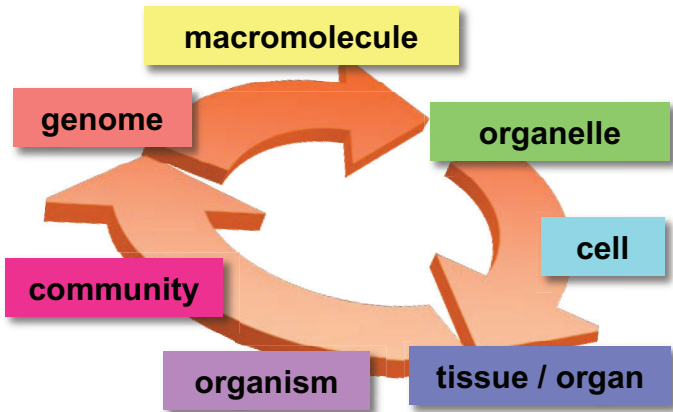 macromolecule
genome
organelle
cell
community
organism
tissue / organ